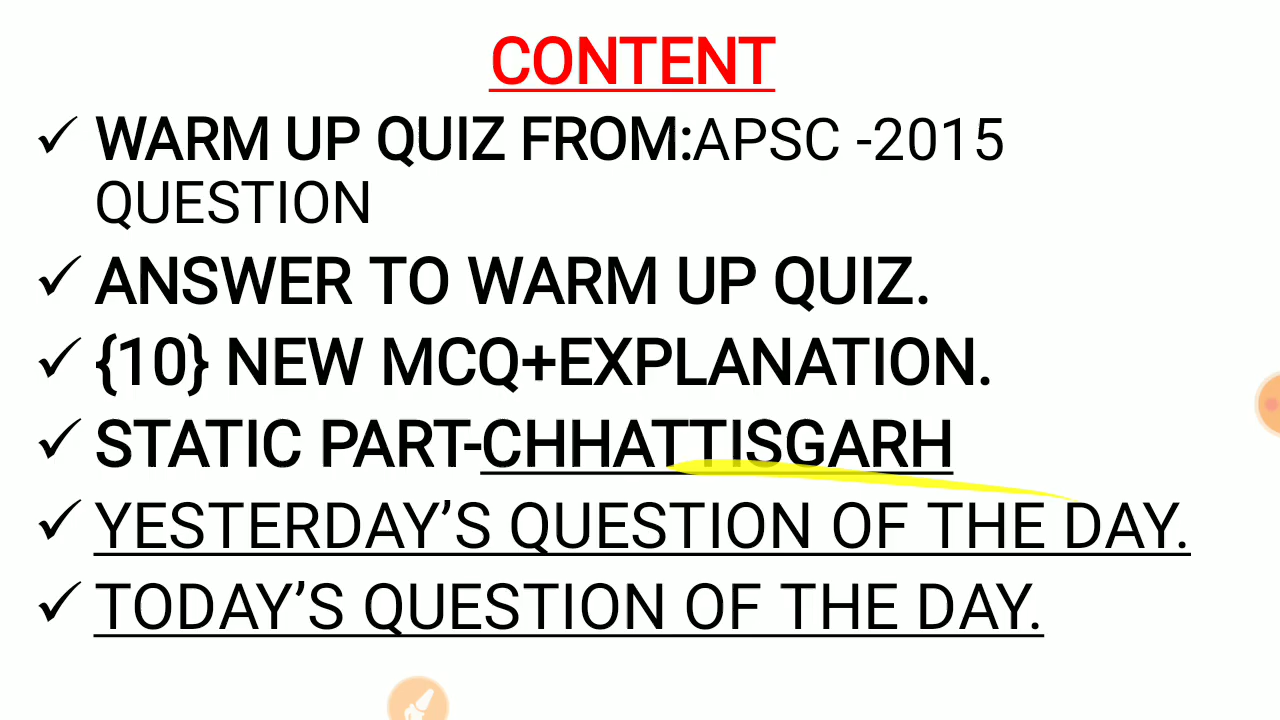 CONTENT
✓ WARM UP QUIZ FROM:APSC -2015
QUESTION
✓ ANSWER TO WARM UP QUIZ.
✓ {10} NEW MCQ+EXPLANATION.
✓ STATIC PART-CHHATTISGARH
✓ YESTERDAY’S QUESTION OF THE DAY.
✓ TODAY’S QUESTION OF THE DAY.